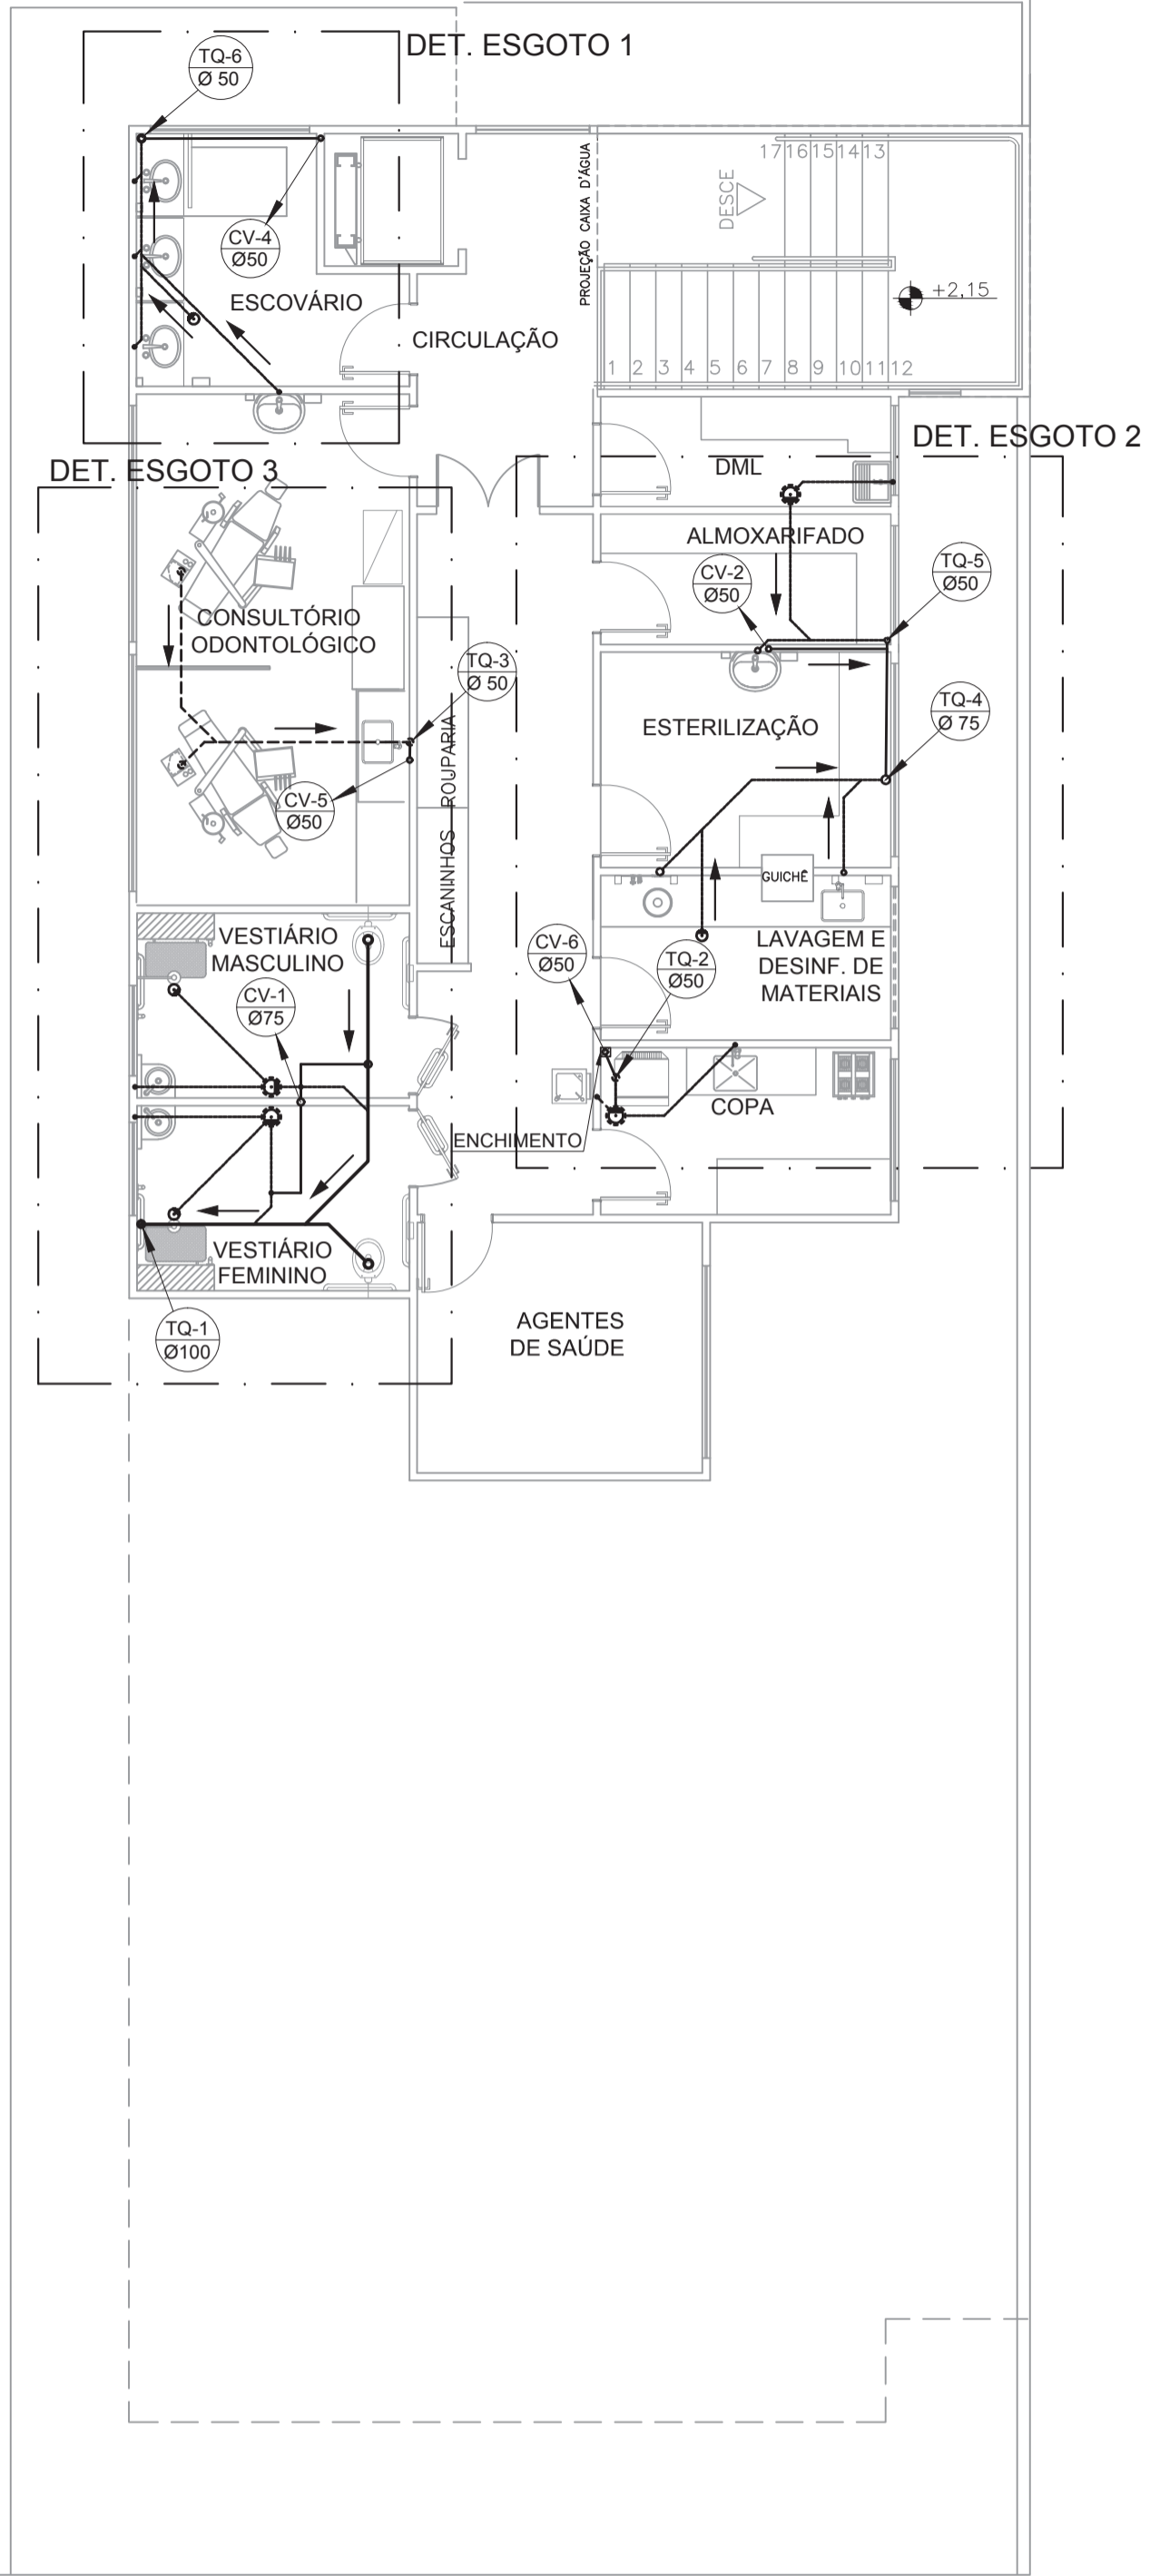 DET. ESGOTO 1
TQ-6
Ø 50
CV-4
Ø50
ESCOVÁRIO
CIRCULAÇÃO
PROJEÇÃO CAIXA D'ÁGUA
DESCE
17 16 15 14 13
+2,15
1 2 3 4 5 6 7 8 9 10 11 12
DET. ESGOTO 2
DML
DET. ESGOTO 3
ALMOXARIFADO
CV-2
Ø50
TQ-5
Ø50
CONSULTÓRIO
ODONTOLÓGICO
TQ-3
Ø 50
TQ-4
Ø 75
ESTERILIZAÇÃO
ROUPARIA
CV-5
Ø50
ESCANINHOS
GUICHÊ
VESTIÁRIO
MASCULINO
CV-1
Ø75
CV-6
Ø50
TQ-2
Ø50
LAVAGEM E
DESINF. DE
MATERIAIS
COPA
ENCHIMENTO
VESTIÁRIO
FEMININO
TQ-1
Ø100
AGENTES
DE SAÚDE